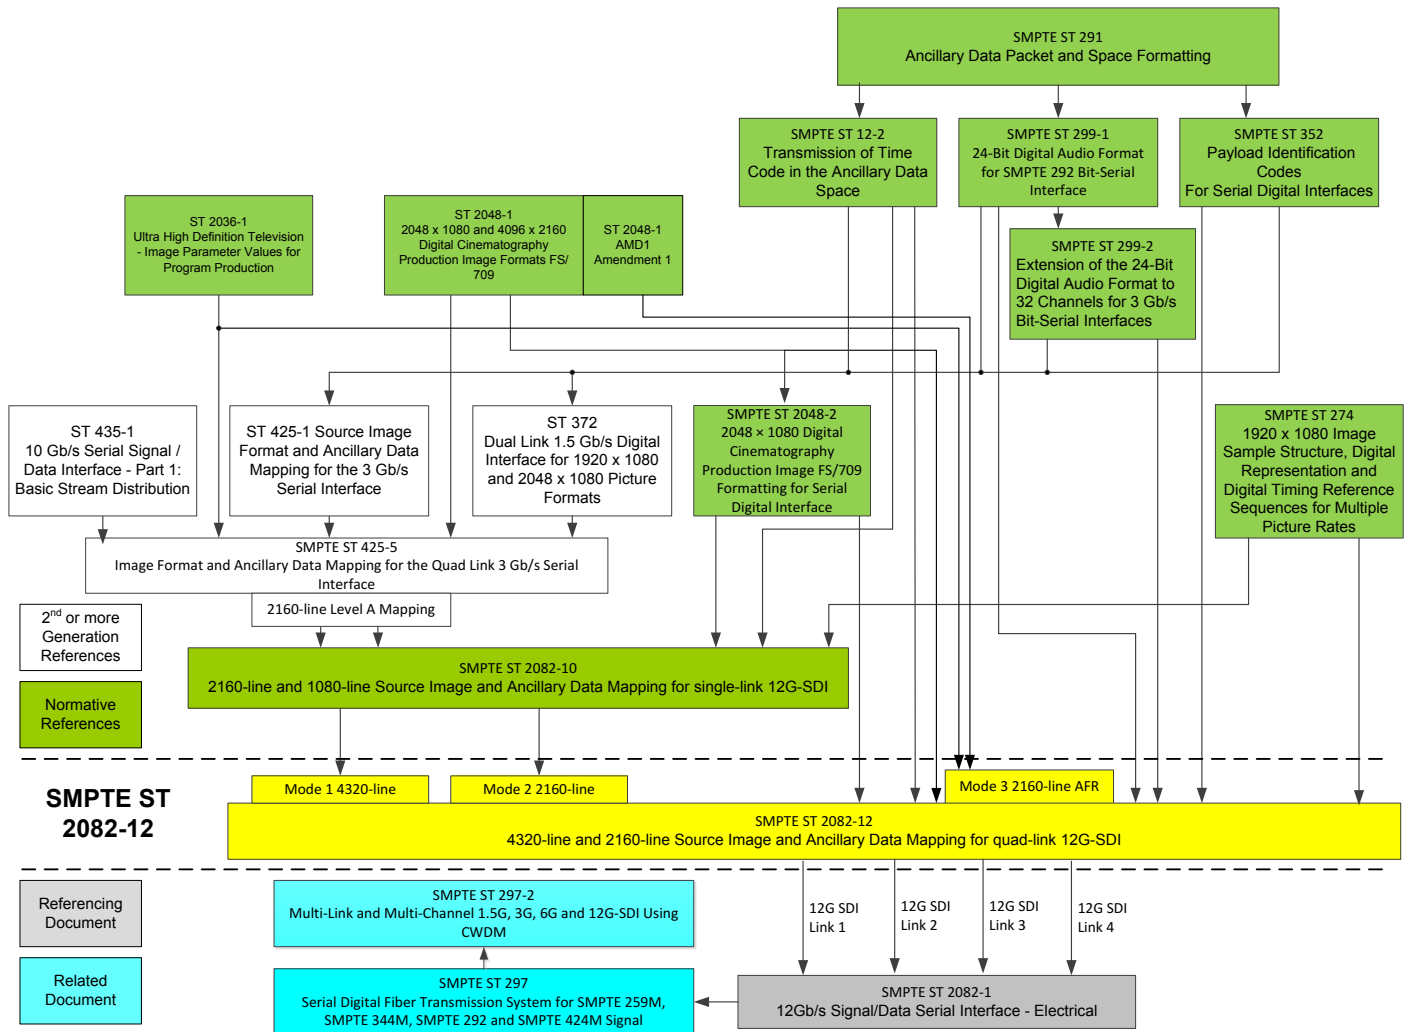 SMPTE ST 291
Ancillary Data Packet and Space Formatting
SMPTE ST 12-2
Transmission of Time
Code in the Ancillary Data
Space
SMPTE ST 299-1
24-Bit Digital Audio Format
for SMPTE 292 Bit-Serial
Interface
SMPTE ST 352
Payload Identification
Codes
For Serial Digital Interfaces
ST 2036-1
Ultra High Definition Television
- Image Parameter Values for
Program Production
ST 2048-1
2048 x 1080 and 4096 x 2160
Digital Cinematography
Production Image Formats FS/
709
ST 2048-1
AMD1
Amendment 1
SMPTE ST 299-2
Extension of the 24-Bit
Digital Audio Format to
32 Channels for 3 Gb/s
Bit-Serial Interfaces
ST 435-1
10 Gb/s Serial Signal /
Data Interface - Part 1:
Basic Stream Distribution
ST 425-1 Source Image
Format and Ancillary Data
Mapping for the 3 Gb/s
Serial Interface
ST 372
Dual Link 1.5 Gb/s Digital
Interface for 1920 x 1080
and 2048 x 1080 Picture
Formats
SMPTE ST 2048-2
2048 × 1080 Digital
Cinematography
Production Image FS/709
Formatting for Serial
Digital Interface
SMPTE ST 274
1920 x 1080 Image
Sample Structure, Digital
Representation and
Digital Timing Reference
Sequences for Multiple
Picture Rates
SMPTE ST 425-5
Image Format and Ancillary Data Mapping for the Quad Link 3 Gb/s Serial
Interface
2160-line Level A Mapping
2nd or more
Generation
References
Normative
References
SMPTE ST 2082-10
2160-line and 1080-line Source Image and Ancillary Data Mapping for single-link 12G-SDI
SMPTE ST
2082-12
Mode 1 4320-line
Mode 2 2160-line
Mode 3 2160-line AFR
SMPTE ST 2082-12
4320-line and 2160-line Source Image and Ancillary Data Mapping for quad-link 12G-SDI
Referencing
Document
Related
Document
SMPTE ST 297-2
Multi-Link and Multi-Channel 1.5G, 3G, 6G and 12G-SDI Using
CWDM
12G SDI
Link 1
12G SDI
Link 2
12G SDI
Link 3
12G SDI
Link 4
SMPTE ST 297
Serial Digital Fiber Transmission System for SMPTE 259M,
SMPTE 344M, SMPTE 292 and SMPTE 424M Signal
SMPTE ST 2082-1
12Gb/s Signal/Data Serial Interface - Electrical